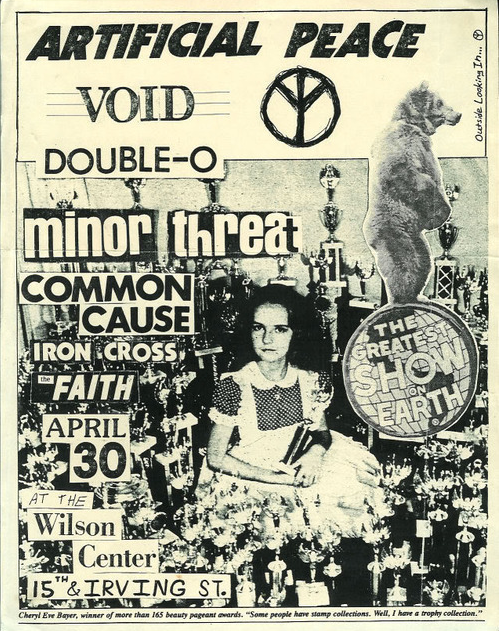 ARTIFICIAL PEACE
Outside Looking In...
VOID
DOUBLE-O
minor threat
COMMON
CAUSE
IRON CROSS
the FAITH
APRIL
30
AT THE
Wilson
Center
15TH & IRVING ST.
THE
GREATEST
SHOW
ON
EARTH
®
Cheryl Eve Bayer, winner of more than 165 beauty pageant awards. "Some people have stamp collections. Well, I have a trophy collection."